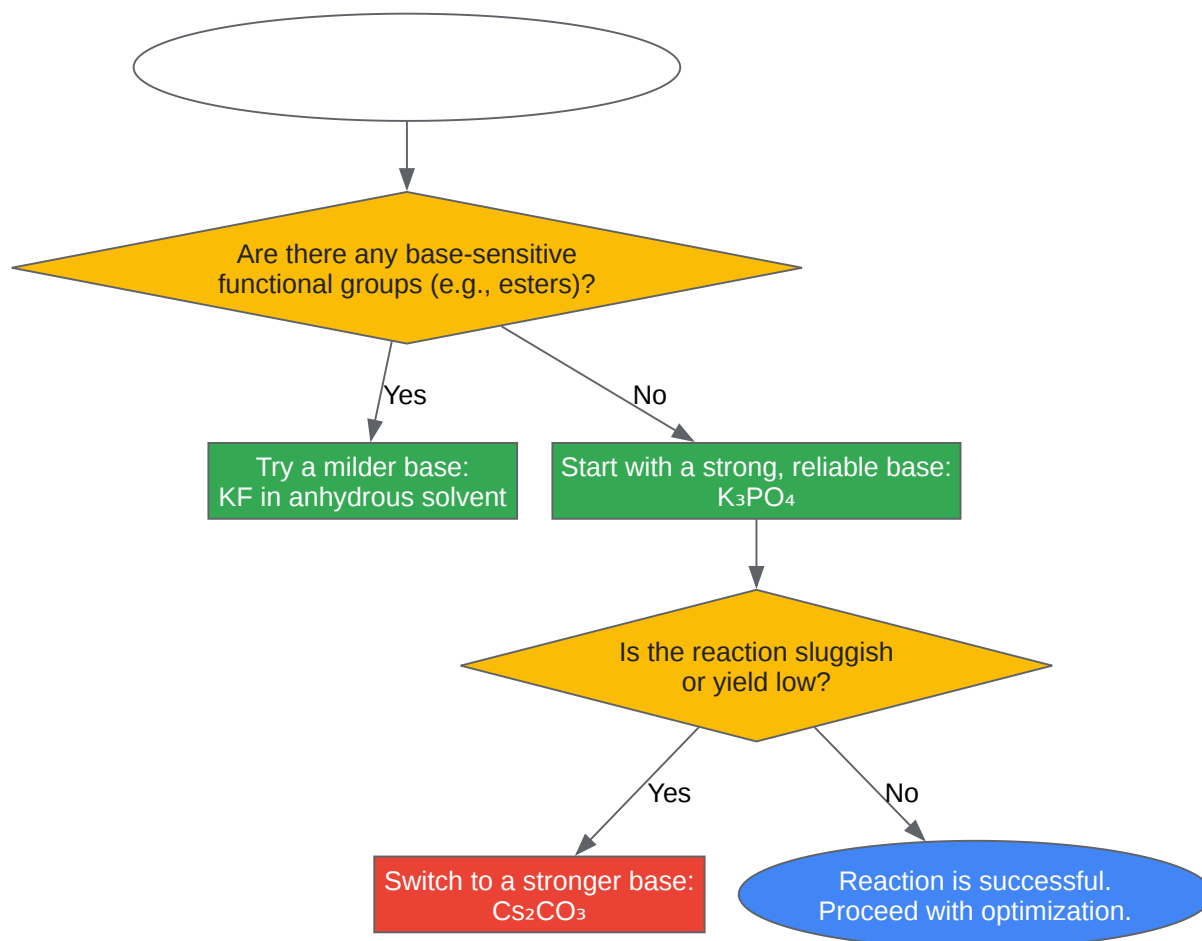 Are there any base-sensitive
functional groups (e.g., esters)?
Yes
No
Try a milder base:
KF in anhydrous solvent
Start with a strong, reliable base:
K₃PO₄
Is the reaction sluggish
or yield low?
Yes
No
Switch to a stronger base:
Cs₂CO₃
Reaction is successful.
Proceed with optimization.